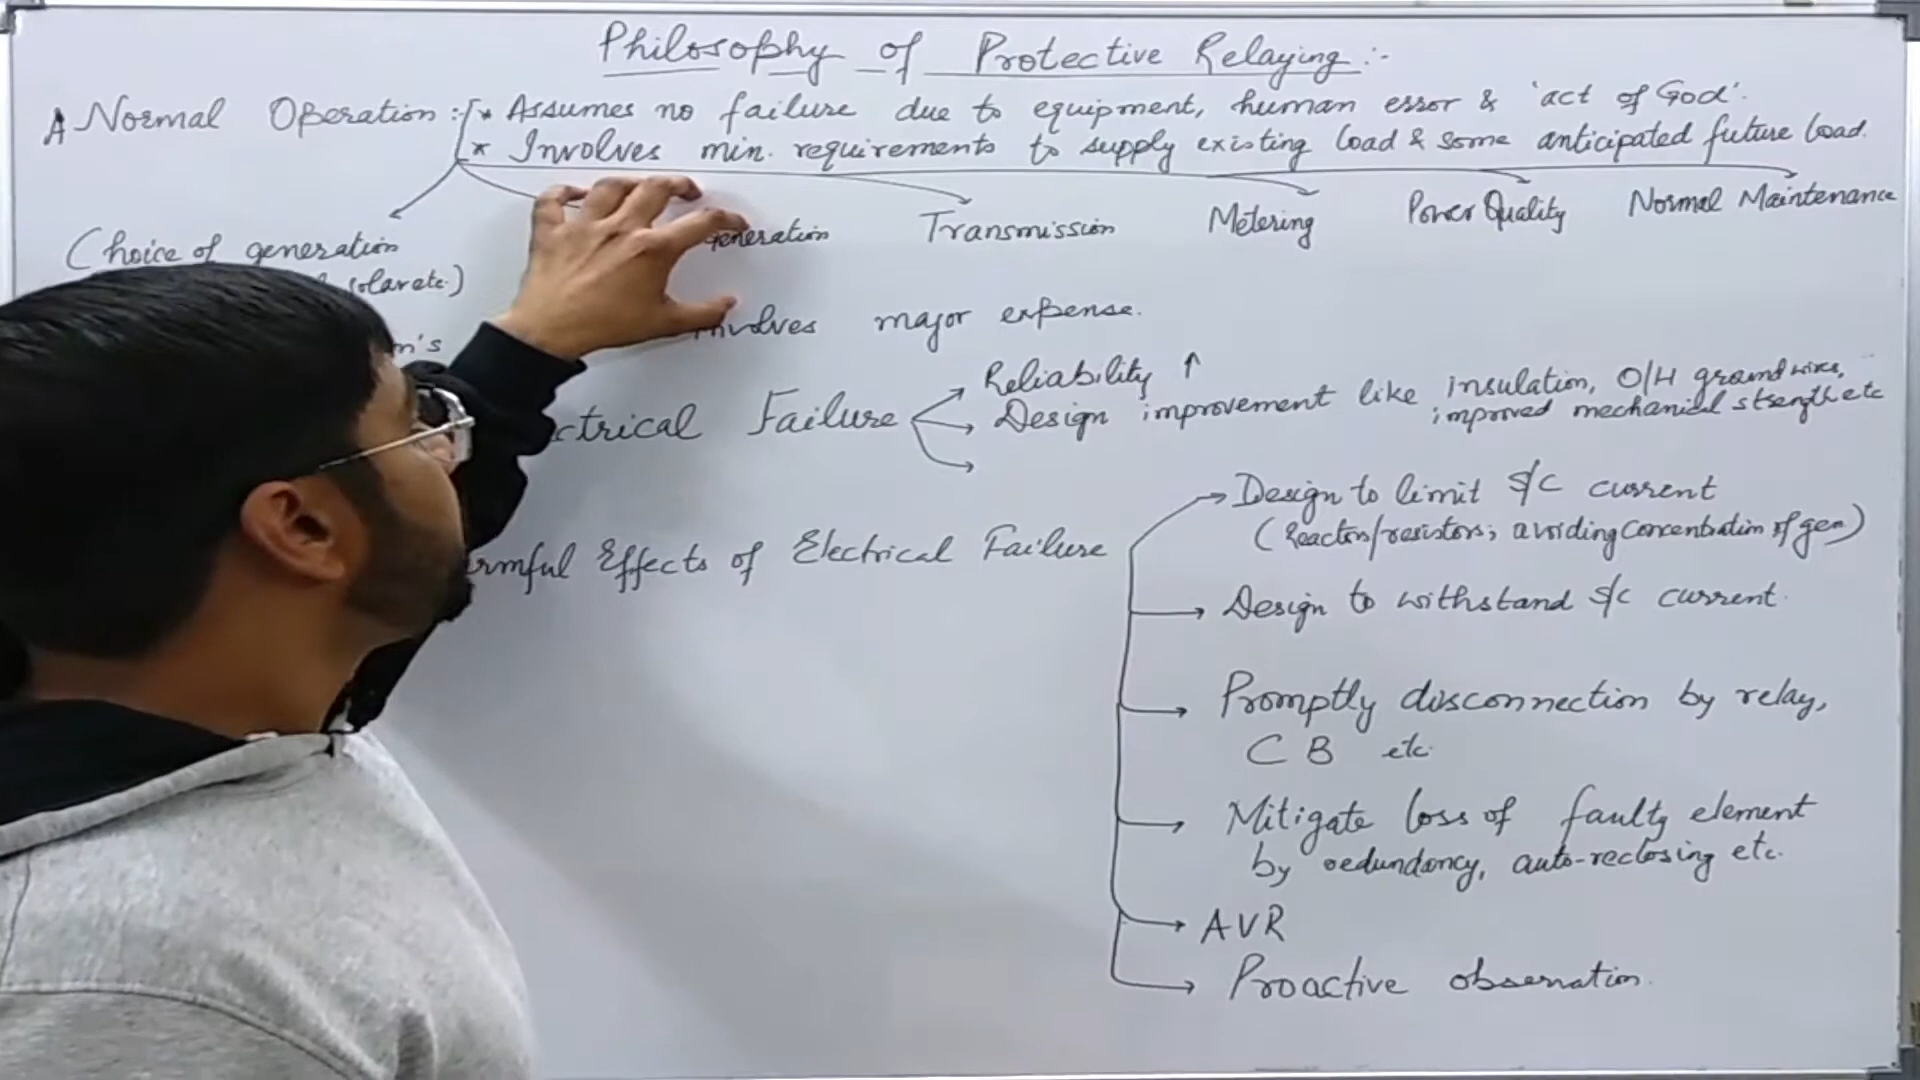 Philosophy of Protective Relaying :-
A Normal Operation :- * Assumes no failure due to equipment, human error & 'act of God'.
* Involves min. requirements to supply existing load & some anticipated future load.
(Choice of generation
solar etc.)
generation
Transmission
Metering
Power Quality
Normal Maintenance
Involves major expense.
ctrical Failure
Reliability ↑
Design improvement like insulation, O/H ground wires,
improved mechanical strength etc
rmful Effects of Electrical Failure
Design to limit S/C current
(Reactors/resistors; avoiding concentration of gen)
Design to withstand S/C current.
Promptly disconnection by relay,
CB etc.
Mitigate loss of faulty element
by redundancy, auto-reclosing etc.
AVR
Proactive observation.